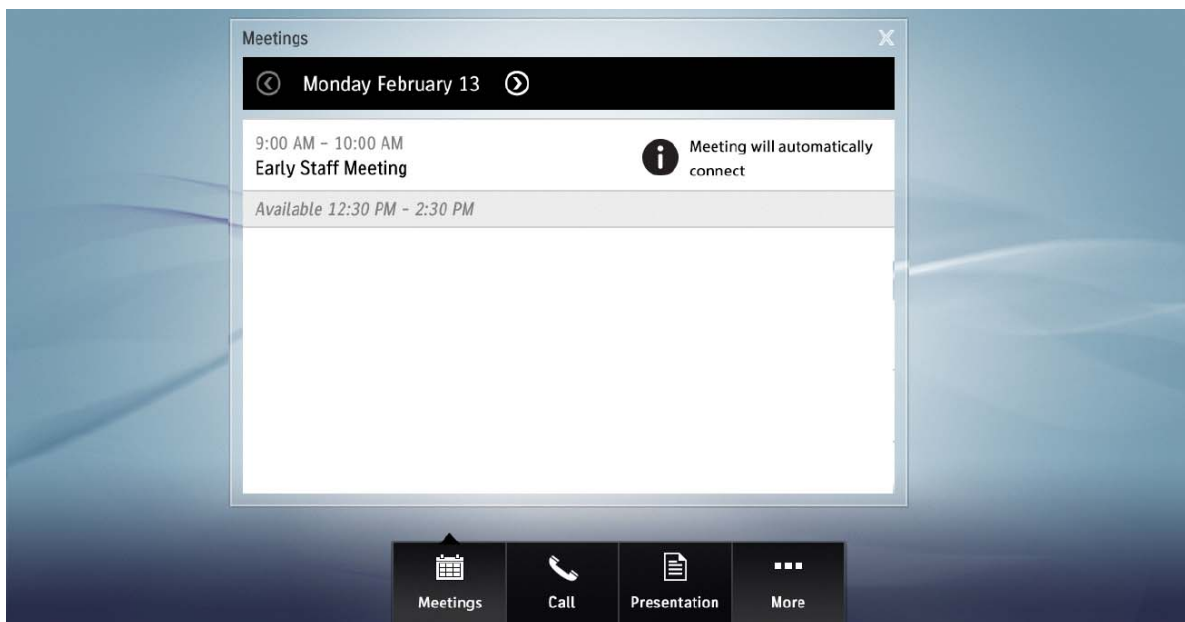 Meetings X
Monday February 13
9:00 AM – 10:00 AM
Early Staff Meeting
Meeting will automatically
connect
Available 12:30 PM – 2:30 PM
Meetings Call Presentation More